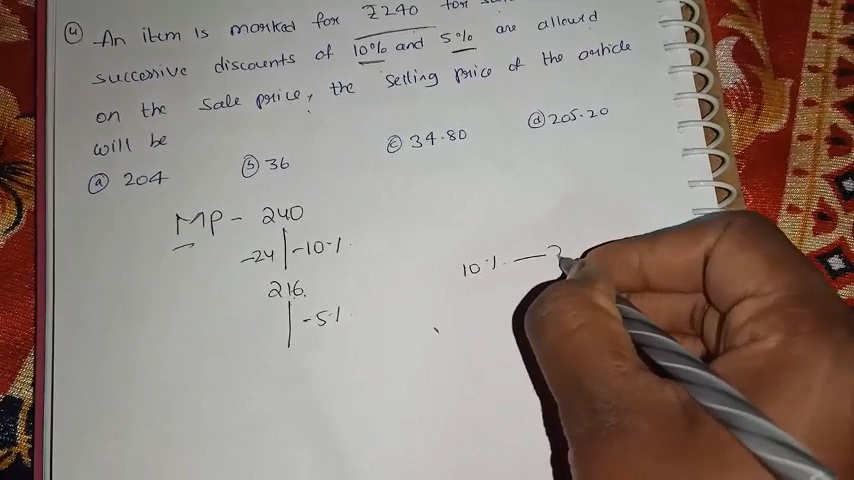 ④ An item is marked for ₹240 for
successive discounts of 10% and 5% are allowed
on the sale price, the selling price of the article
will be
ⓐ 204 ⓑ 36 ⓒ 34.80 ⓓ 205.20
MP - 240
-24 | -10%
216.
| -5%
10% —